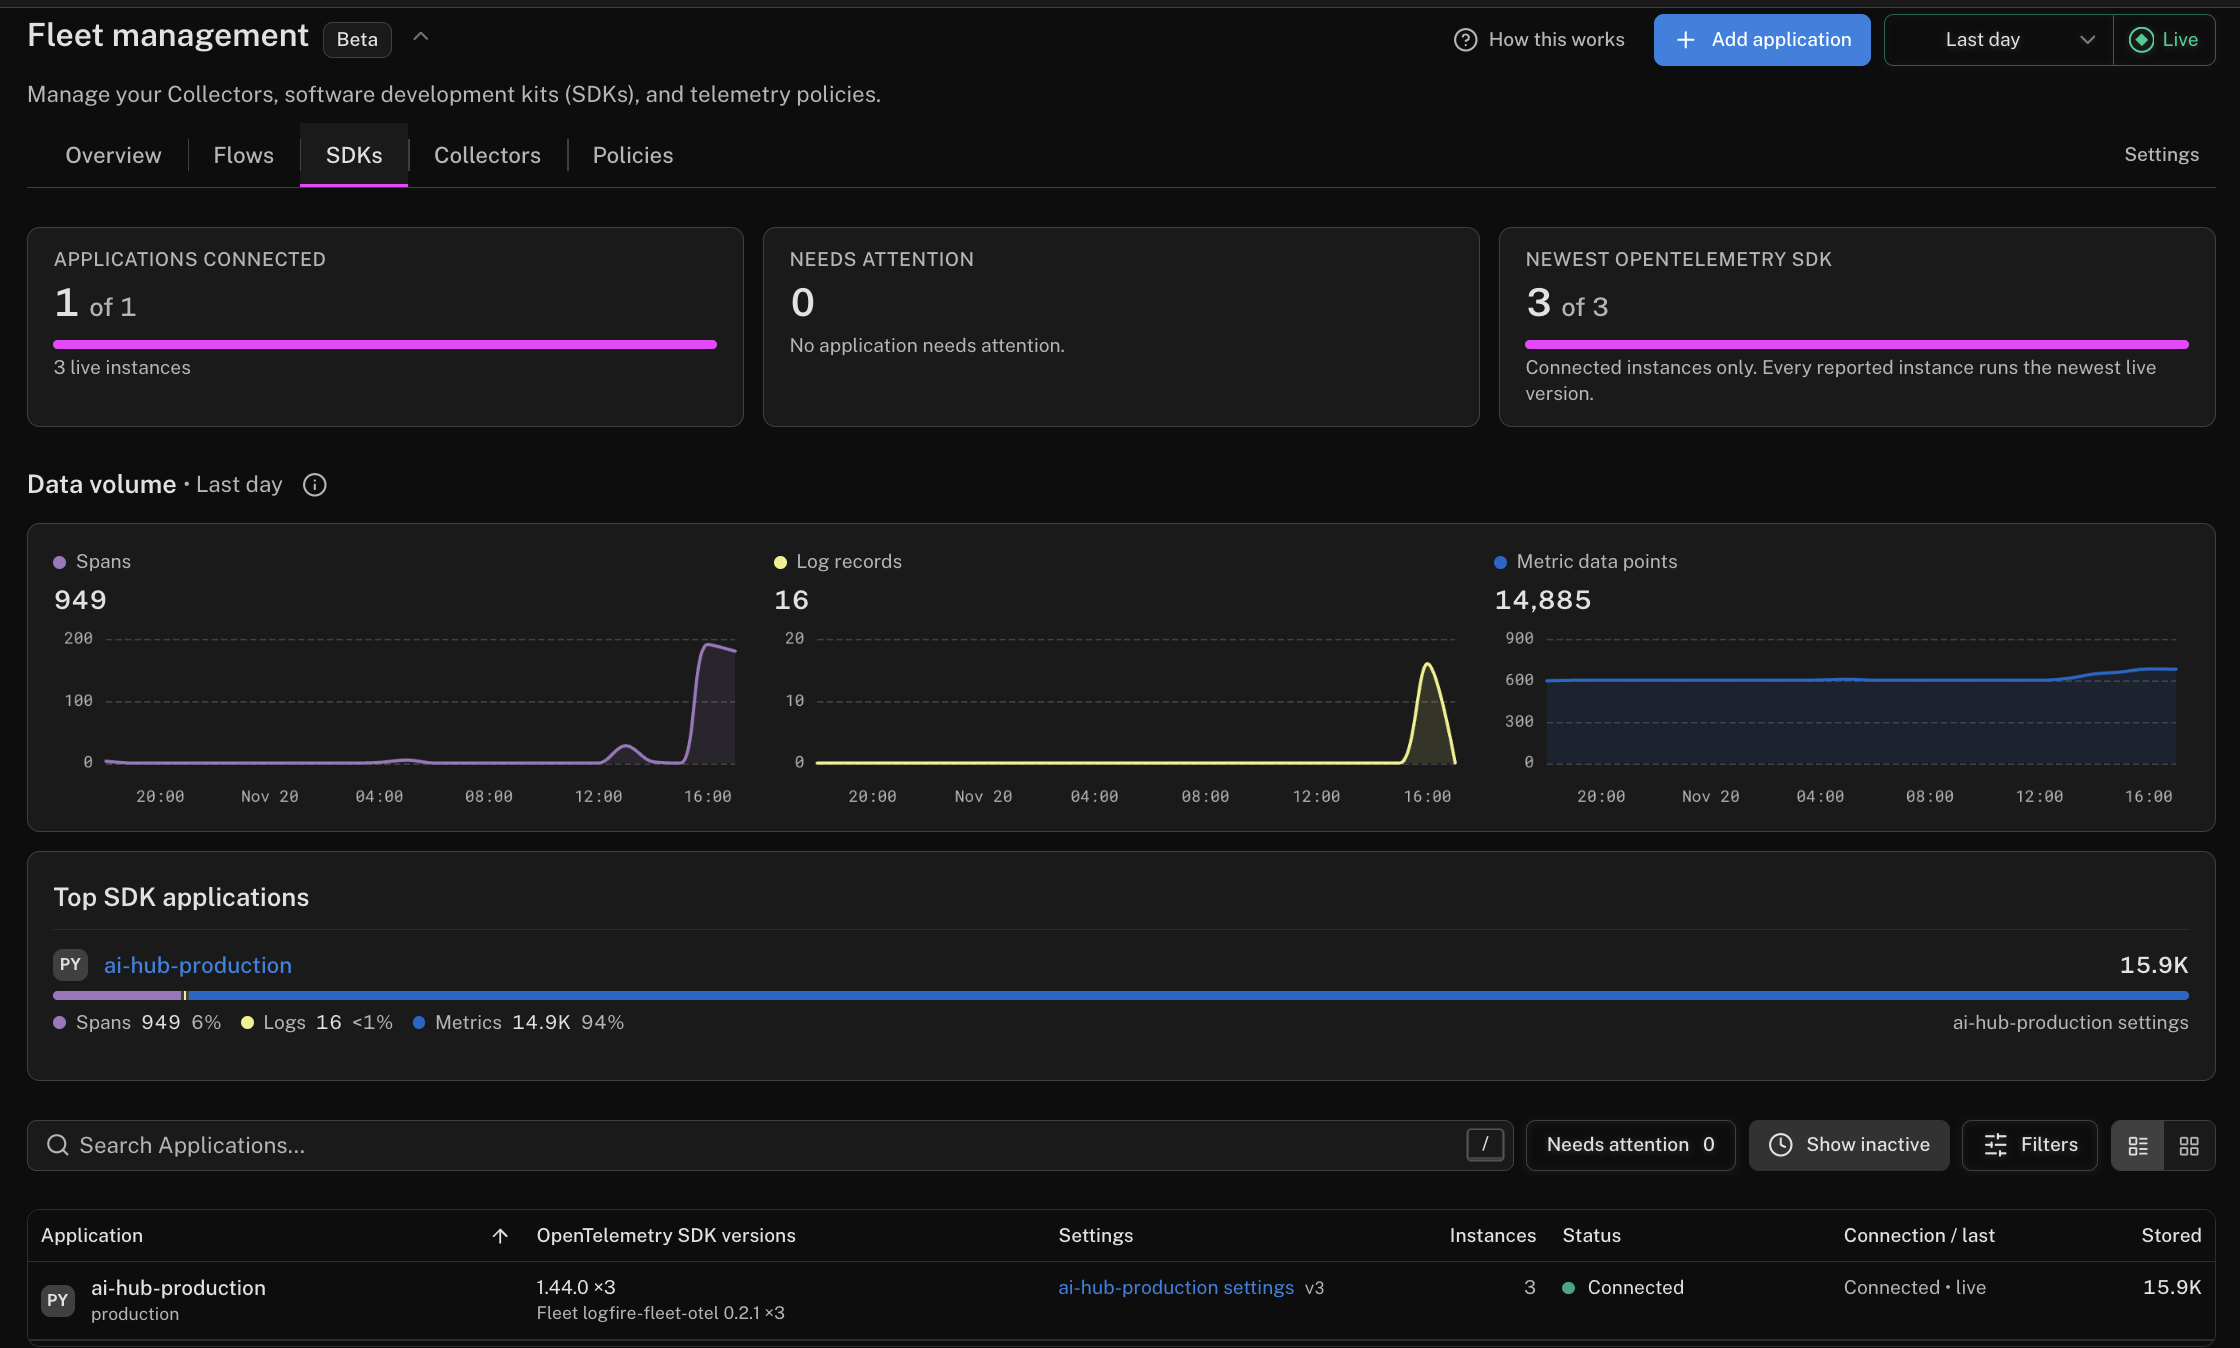 Fleet management Beta
How this works
Add application
Last day
Live
Manage your Collectors, software development kits (SDKs), and telemetry policies.
Overview
Flows
SDKs
Collectors
Policies
Settings
APPLICATIONS CONNECTED
1 of 1
3 live instances
NEEDS ATTENTION
0
No application needs attention.
NEWEST OPENTELEMETRY SDK
3 of 3
Connected instances only. Every reported instance runs the newest live
version.
Data volume • Last day
Spans
949
200
100
0
20:00 Nov 20 04:00 08:00 12:00 16:00
Log records
16
20
10
0
20:00 Nov 20 04:00 08:00 12:00 16:00
Metric data points
14,885
900
600
300
0
20:00 Nov 20 04:00 08:00 12:00 16:00
Top SDK applications
PY ai-hub-production 15.9K
Spans 949 6% Logs 16 <1% Metrics 14.9K 94% ai-hub-production settings
Search Applications... /
Needs attention 0
Show inactive
Filters
Application OpenTelemetry SDK versions Settings Instances Status Connection / last Stored
PY ai-hub-production 1.44.0 ×3 ai-hub-production settings v3 3 Connected Connected • live 15.9K
production Fleet logfire-fleet-otel 0.2.1 ×3